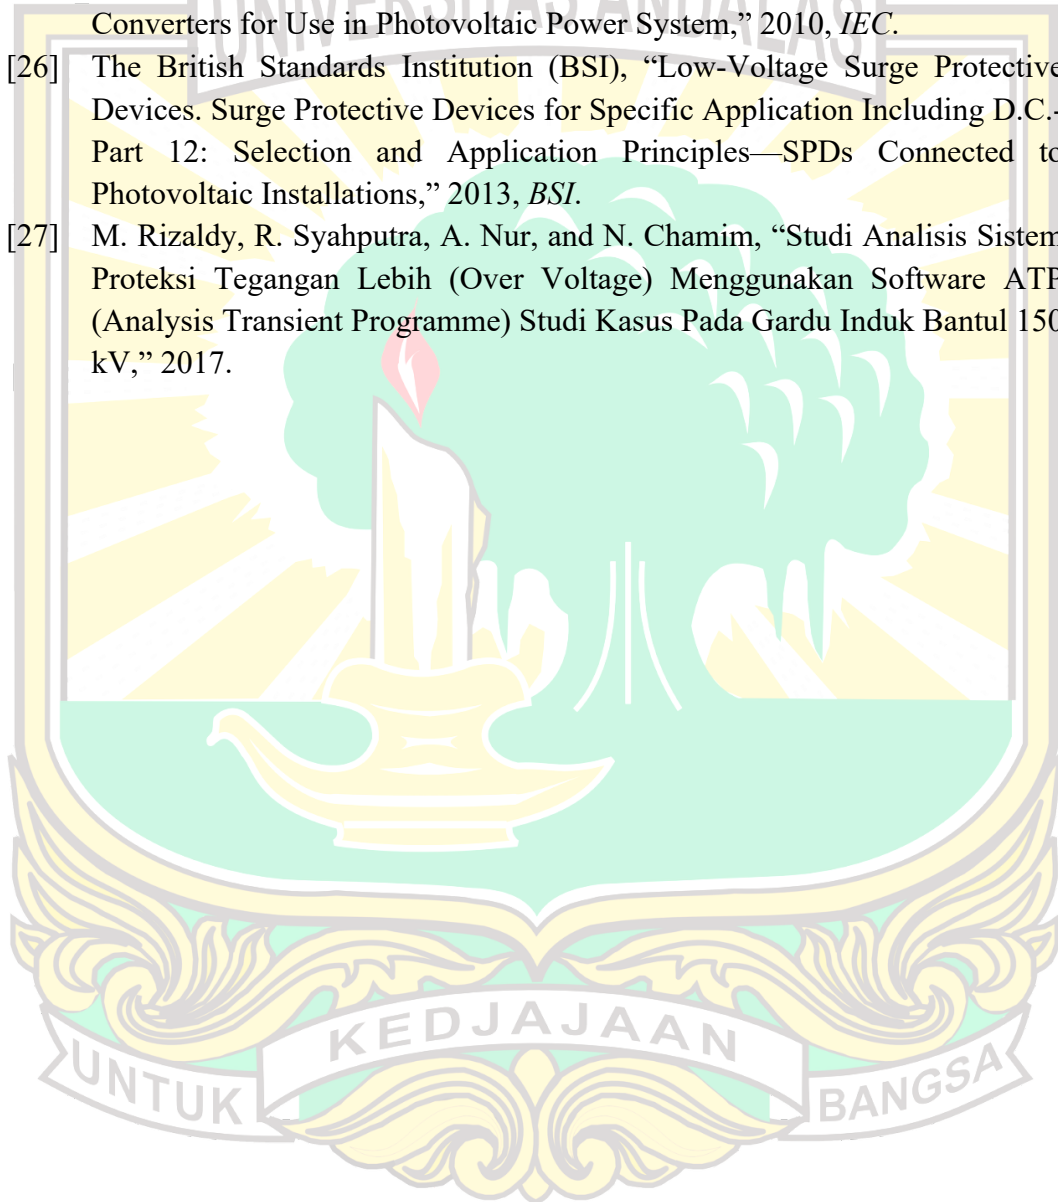 UNIVERSITAS ANDALAS
Converters for Use in Photovoltaic Power System,” 2010, IEC.
[26] The British Standards Institution (BSI), “Low-Voltage Surge Protective
Devices. Surge Protective Devices for Specific Application Including D.C.-
Part 12: Selection and Application Principles—SPDs Connected to
Photovoltaic Installations,” 2013, BSI.
[27] M. Rizaldy, R. Syahputra, A. Nur, and N. Chamim, “Studi Analisis Sistem
Proteksi Tegangan Lebih (Over Voltage) Menggunakan Software ATP
(Analysis Transient Programme) Studi Kasus Pada Gardu Induk Bantul 150
kV,” 2017.
KEDJAJAAN
UNTUK BANGSA